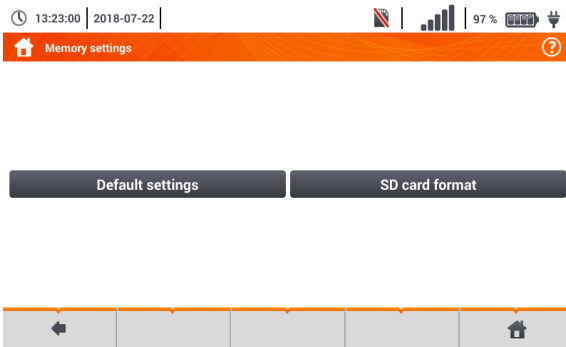 13:23:00 2018-07-22 97 %
Memory settings ?
Default settings SD card format